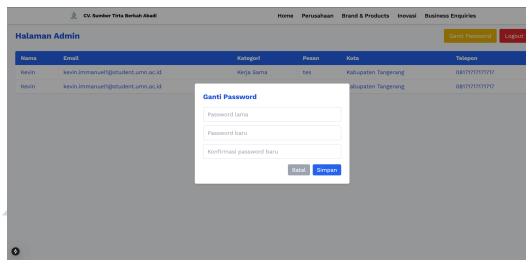 CV. Sumber Tirta Berkah Abadi Home Perusahaan Brand & Products Inovasi Business Enquiries
Halaman Admin Ganti Password Logout
Nama Email Kategori Pesan Kota Telepon
Kevin kevin.immanuel1@student.umn.ac.id Kerja Sama tes Kabupaten Tangerang 081717171717
Kevin kevin.immanuel1@student.umn.ac.id Kabupaten Tangerang 081717171717
Ganti Password
Password lama
Password baru
Konfirmasi password baru
Batal Simpan